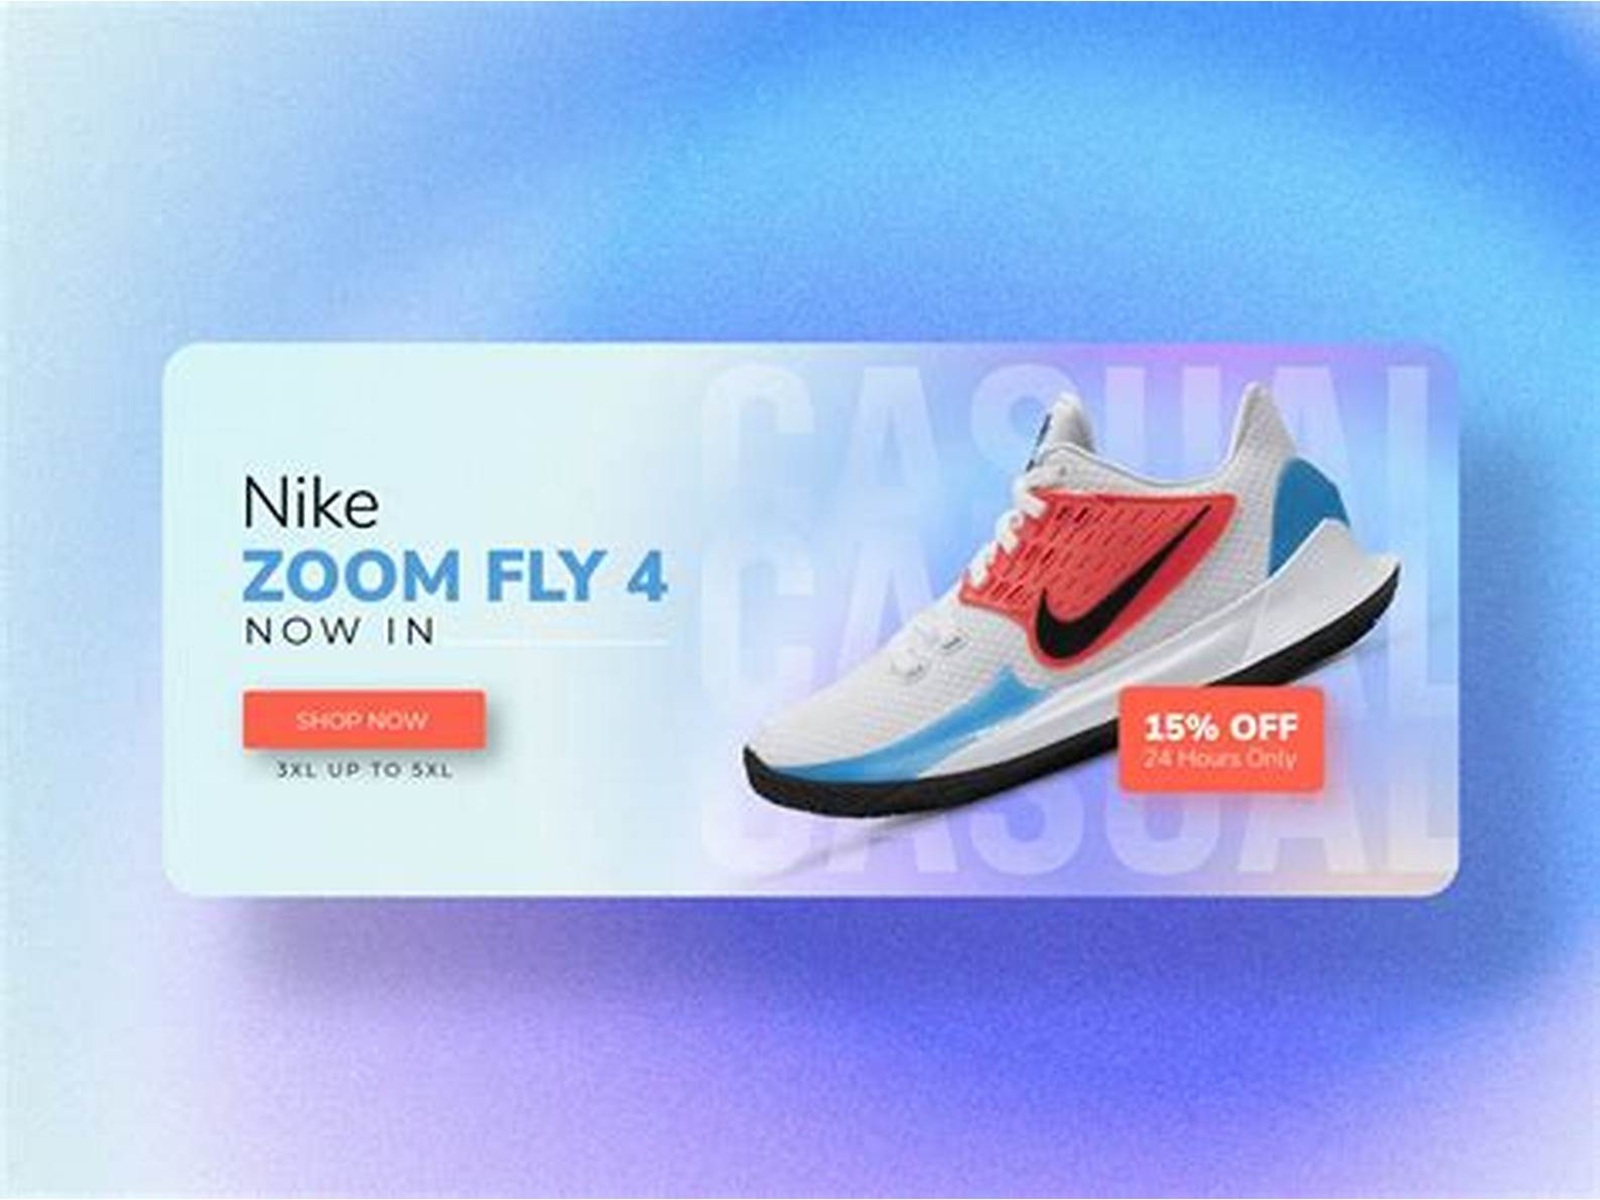 CASUAL
Nike
ZOOM FLY 4
NOW IN
CASUAL
SHOP NOW
15% OFF
24 Hours Only
3XL UP TO 5XL
CASUAL